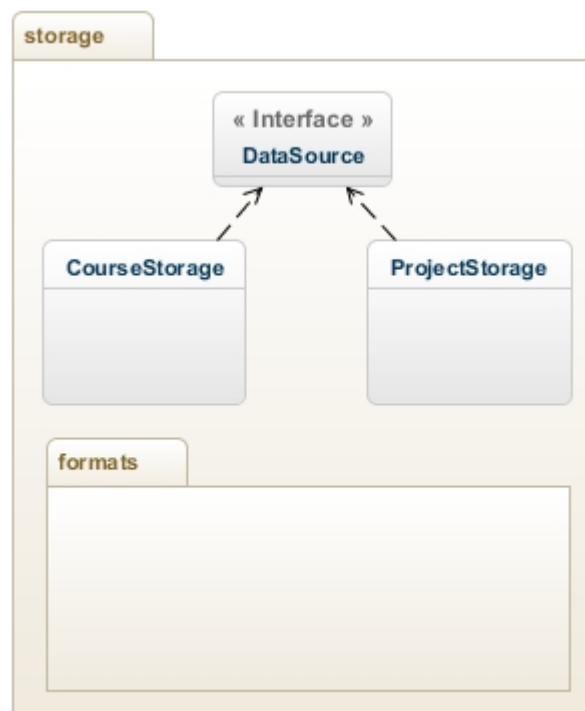 storage
« Interface »
DataSource
CourseStorage
ProjectStorage
formats